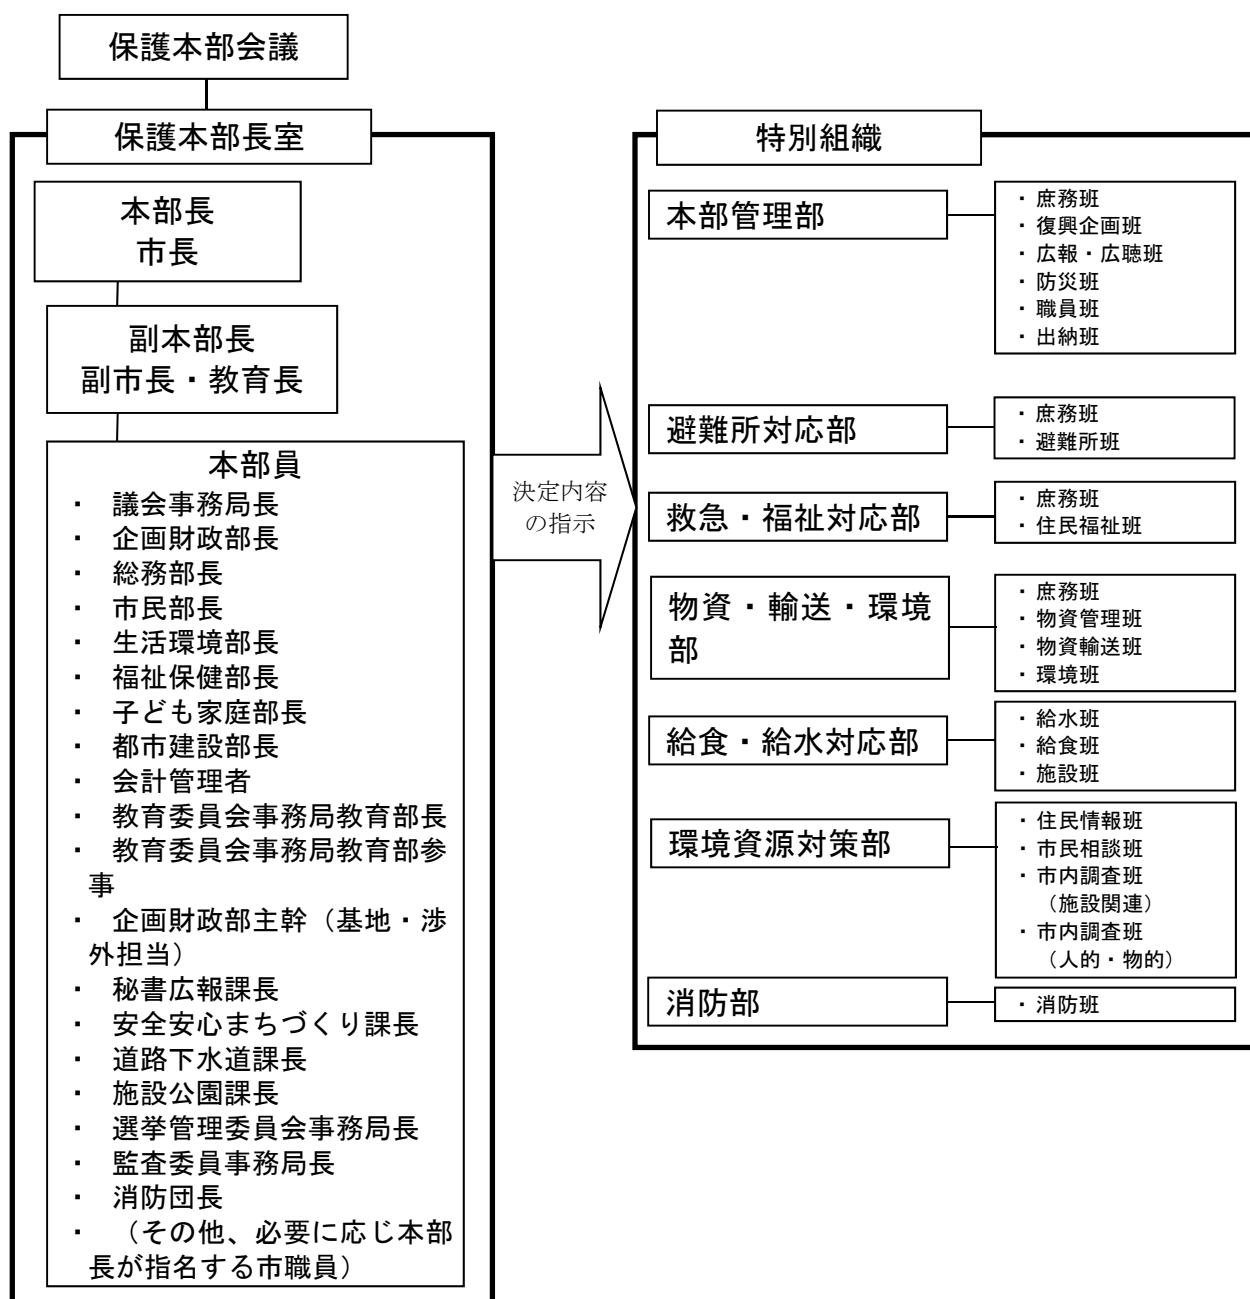 保護本部会議
保護本部長室
本部長
市長
副本部長
副市長・教育長
本部員
・ 議会事務局長
・ 企画財政部長
・ 総務部長
・ 市民部長
・ 生活環境部長
・ 福祉保健部長
・ 子ども家庭部長
・ 都市建設部長
・ 会計管理者
・ 教育委員会事務局教育部長
・ 教育委員会事務局教育部参
事
・ 企画財政部主幹（基地・渉
外担当）
・ 秘書広報課長
・ 安全安心まちづくり課長
・ 道路下水道課長
・ 施設公園課長
・ 選挙管理委員会事務局長
・ 監査委員事務局長
・ 消防団長
・ （その他、必要に応じ本部
長が指名する市職員）
決定内容
の指示
特別組織
本部管理部
・ 庶務班
・ 復興企画班
・ 広報・広聴班
・ 防災班
・ 職員班
・ 出納班
避難所対応部
・ 庶務班
・ 避難所班
救急・福祉対応部
・ 庶務班
・ 住民福祉班
物資・輸送・環境
部
・ 庶務班
・ 物資管理班
・ 物資輸送班
・ 環境班
給食・給水対応部
・ 給水班
・ 給食班
・ 施設班
環境資源対策部
・ 住民情報班
・ 市民相談班
・ 市内調査班
（施設関連）
・ 市内調査班
（人的・物的）
消防部
・ 消防班